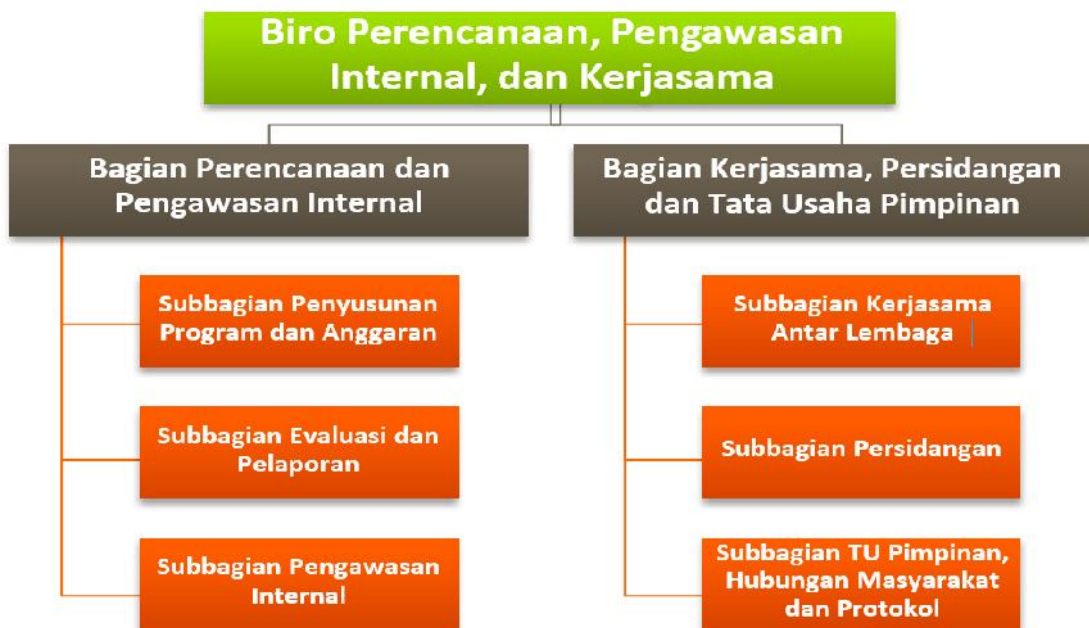 Biro Perencanaan, Pengawasan
Internal, dan Kerjasama
Bagian Perencanaan dan
Pengawasan Internal
Subbagian Penyusunan
Program dan Anggaran
Subbagian Evaluasi dan
Pelaporan
Subbagian Pengawasan
Internal
Bagian Kerjasama, Persidangan
dan Tata Usaha Pimpinan
Subbagian Kerjasama
Antar Lembaga
Subbagian Persidangan
Subbagian TU Pimpinan,
Hubungan Masyarakat
dan Protokol